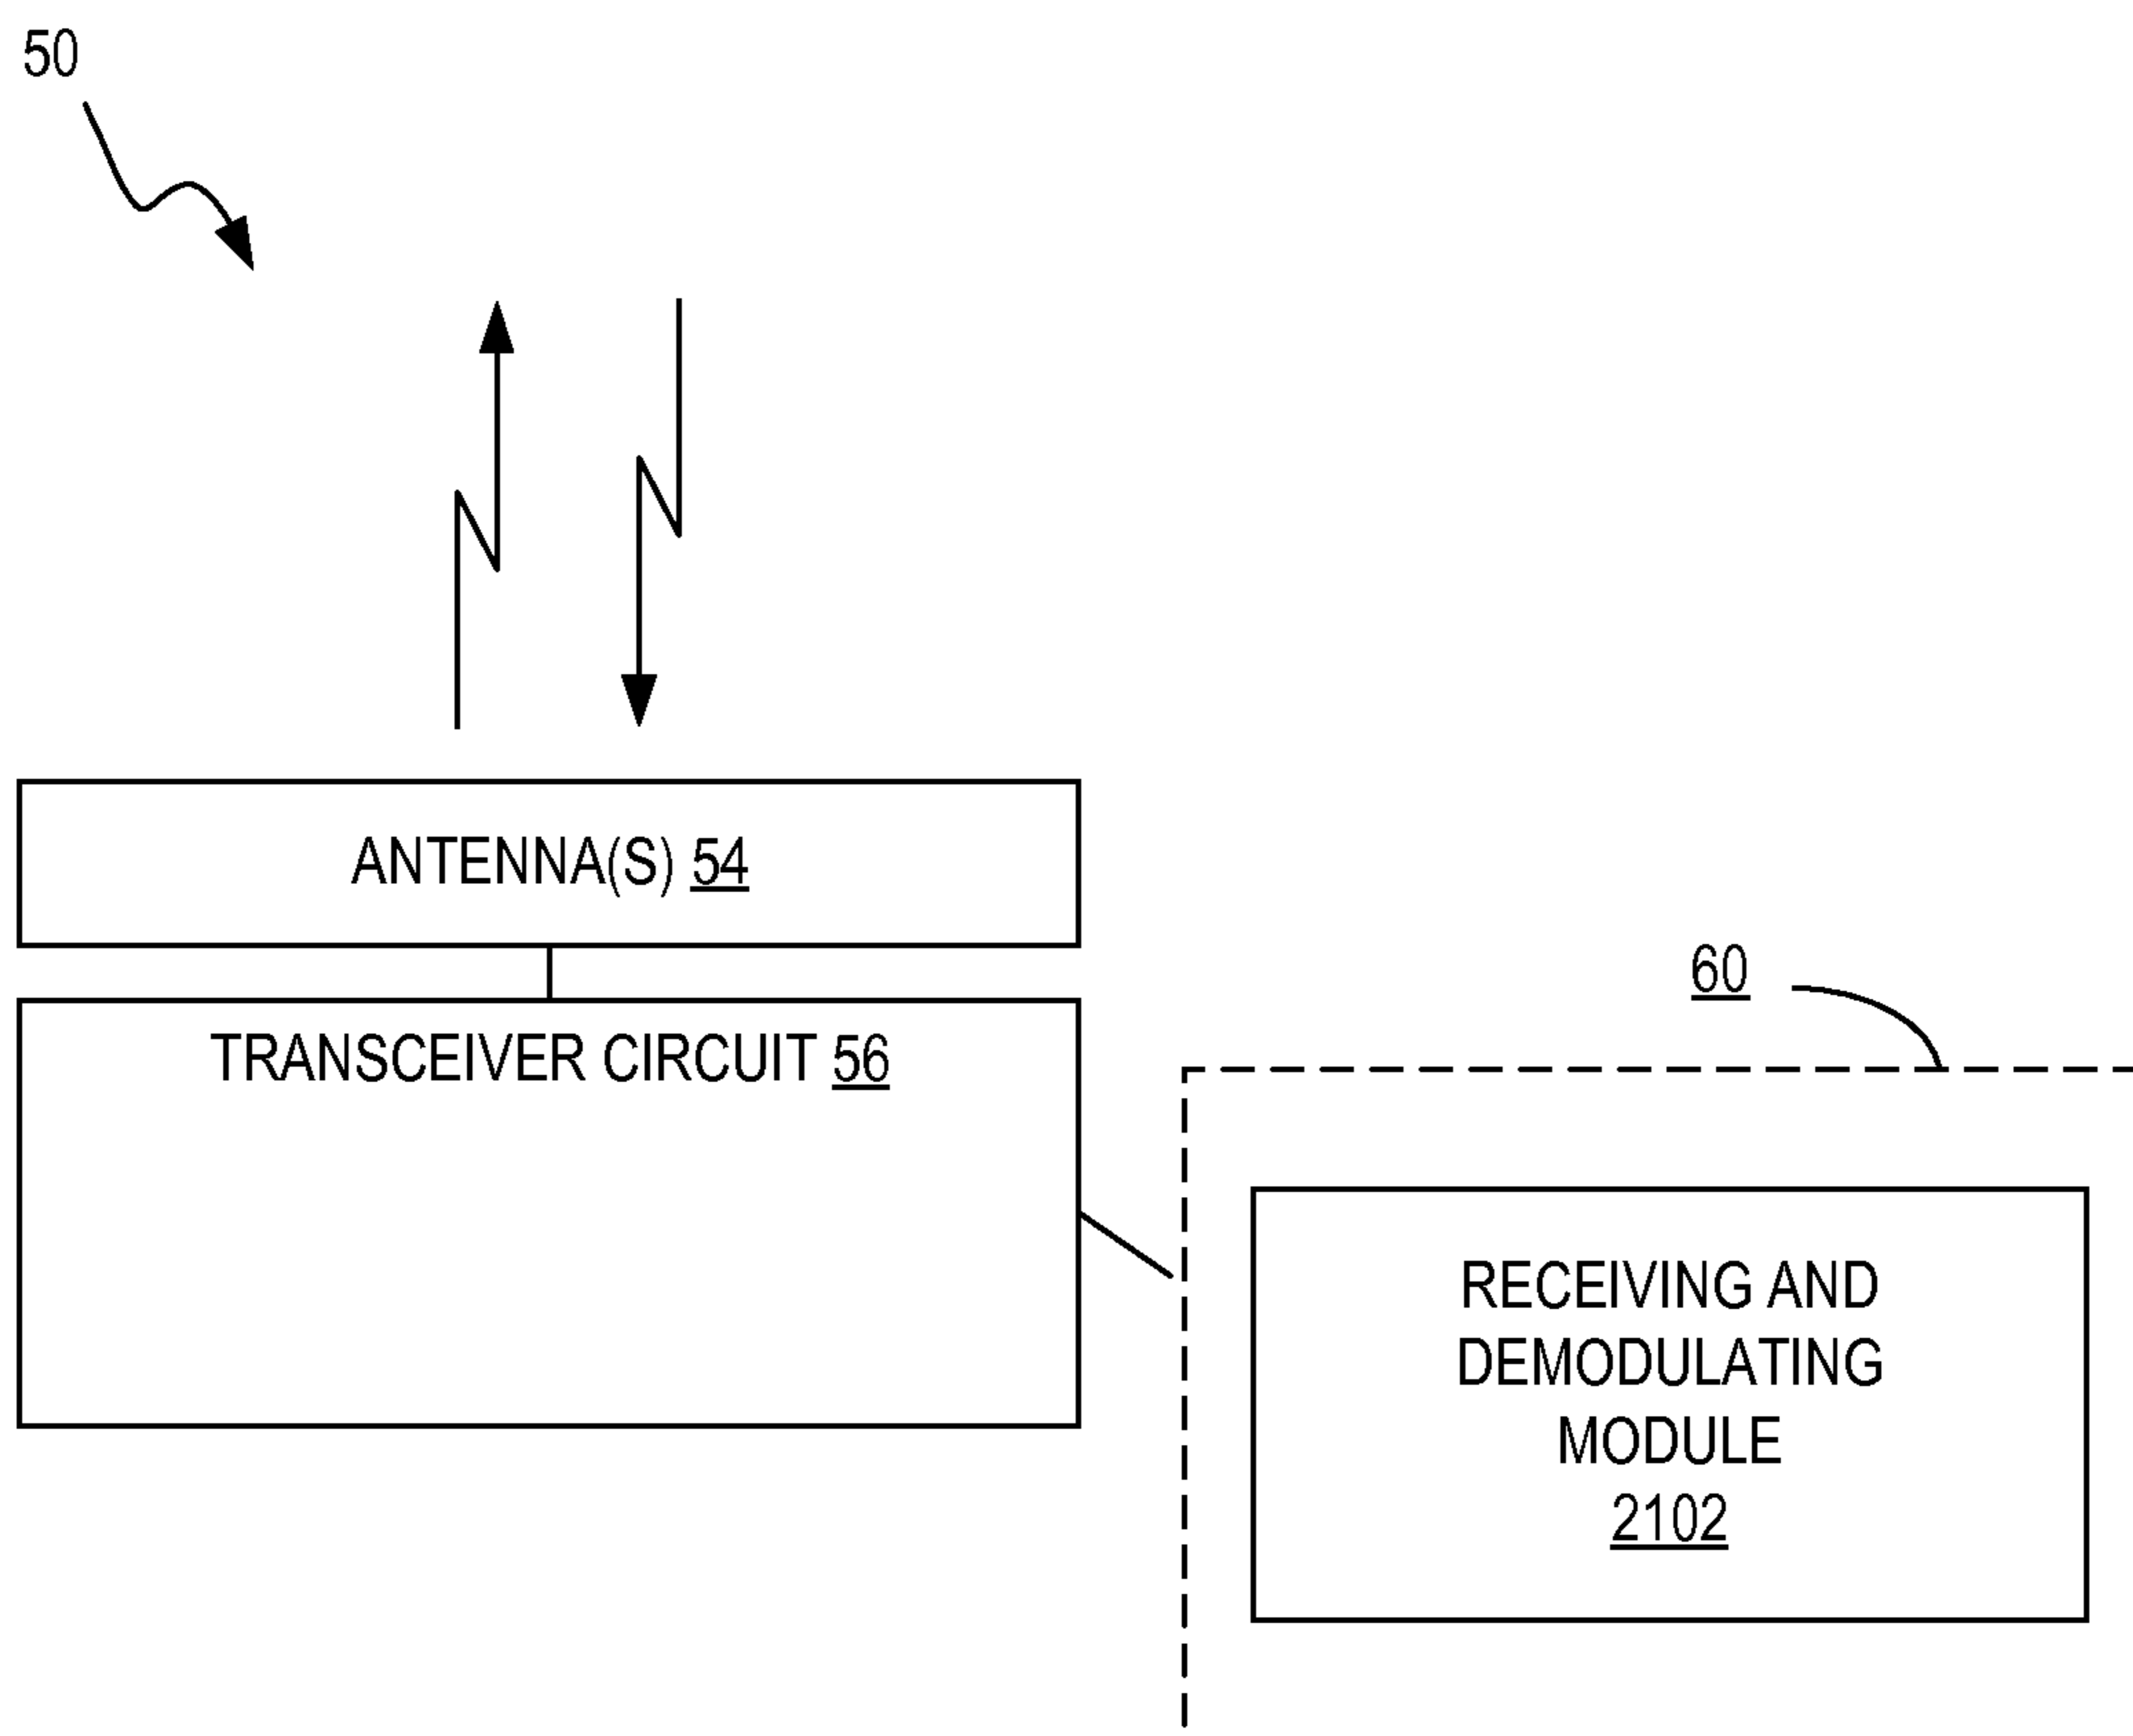 50
ANTENNA(S) 54
60
TRANSCEIVER CIRCUIT 56
RECEIVING AND
DEMODULATING
MODULE
2102